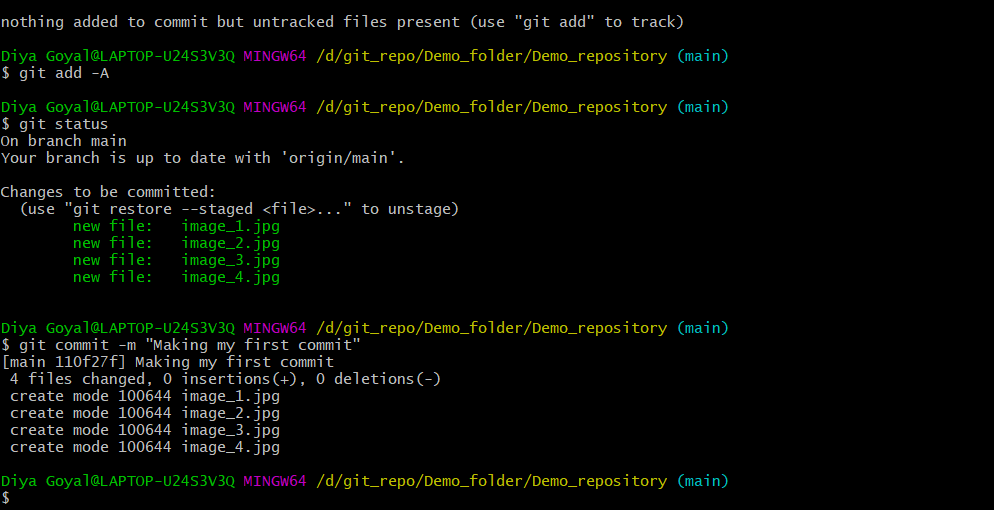 nothing added to commit but untracked files present (use "git add" to track)
Diya Goyal@LAPTOP-U24S3V3Q MINGW64 /d/git_repo/Demo_folder/Demo_repository (main)
$ git add -A
Diya Goyal@LAPTOP-U24S3V3Q MINGW64 /d/git_repo/Demo_folder/Demo_repository (main)
$ git status
On branch main
Your branch is up to date with 'origin/main'.
Changes to be committed:
  (use "git restore --staged <file>..." to unstage)
        new file:   image_1.jpg
        new file:   image_2.jpg
        new file:   image_3.jpg
        new file:   image_4.jpg
Diya Goyal@LAPTOP-U24S3V3Q MINGW64 /d/git_repo/Demo_folder/Demo_repository (main)
$ git commit -m "Making my first commit"
[main 110f27f] Making my first commit
 4 files changed, 0 insertions(+), 0 deletions(-)
 create mode 100644 image_1.jpg
 create mode 100644 image_2.jpg
 create mode 100644 image_3.jpg
 create mode 100644 image_4.jpg
Diya Goyal@LAPTOP-U24S3V3Q MINGW64 /d/git_repo/Demo_folder/Demo_repository (main)
$